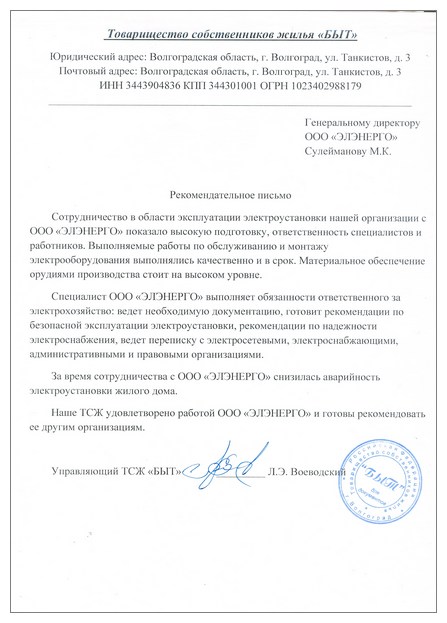 Товарищество собственников жилья «БЫТ»
Юридический адрес: Волгоградская область, г. Волгоград, ул. Танкистов, д. 3
Почтовый адрес: Волгоградская область, г. Волгоград, ул. Танкистов, д. 3
ИНН 3443904836 КПП 344301001 ОГРН 1023402988179
Генеральному директору
ООО «ЭЛЭНЕРГО»
Сулейманову М.К.
Рекомендательное письмо
Сотрудничество в области эксплуатации электроустановки нашей организации с
ООО «ЭЛЭНЕРГО» показало высокую подготовку, ответственность специалистов и
работников. Выполняемые работы по обслуживанию и монтажу
электрооборудования выполнялись качественно и в срок. Материальное обеспечение
орудиями производства стоит на высоком уровне.
Специалист ООО «ЭЛЭНЕРГО» выполняет обязанности ответственного за
электрохозяйство: ведет необходимую документацию, готовит рекомендации по
безопасной эксплуатации электроустановки, рекомендации по надежности
электроснабжения, ведет переписку с электросетевыми, электроснабжающими,
административными и правовыми организациями.
За время сотрудничества с ООО «ЭЛЭНЕРГО» снизилась аварийность
электроустановки жилого дома.
Наше ТСЖ удовлетворено работой ООО «ЭЛЭНЕРГО» и готовы рекомендовать
ее другим организациям.
Управляющий ТСЖ «БЫТ» Л.Э. Воеводский
"БЫТ"
Для
документов